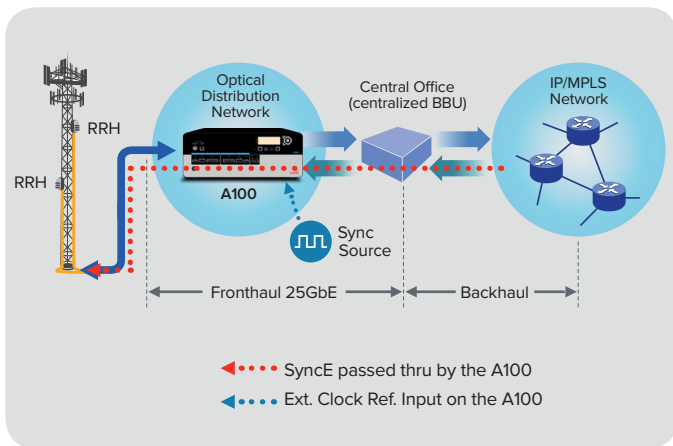 Optical
Distribution
Network
Central Office
(centralized BBU)
IP/MPLS
Network
RRH
RRH
A100
Sync
Source
Fronthaul 25GbE
Backhaul
SyncE passed thru by the A100
Ext. Clock Ref. Input on the A100